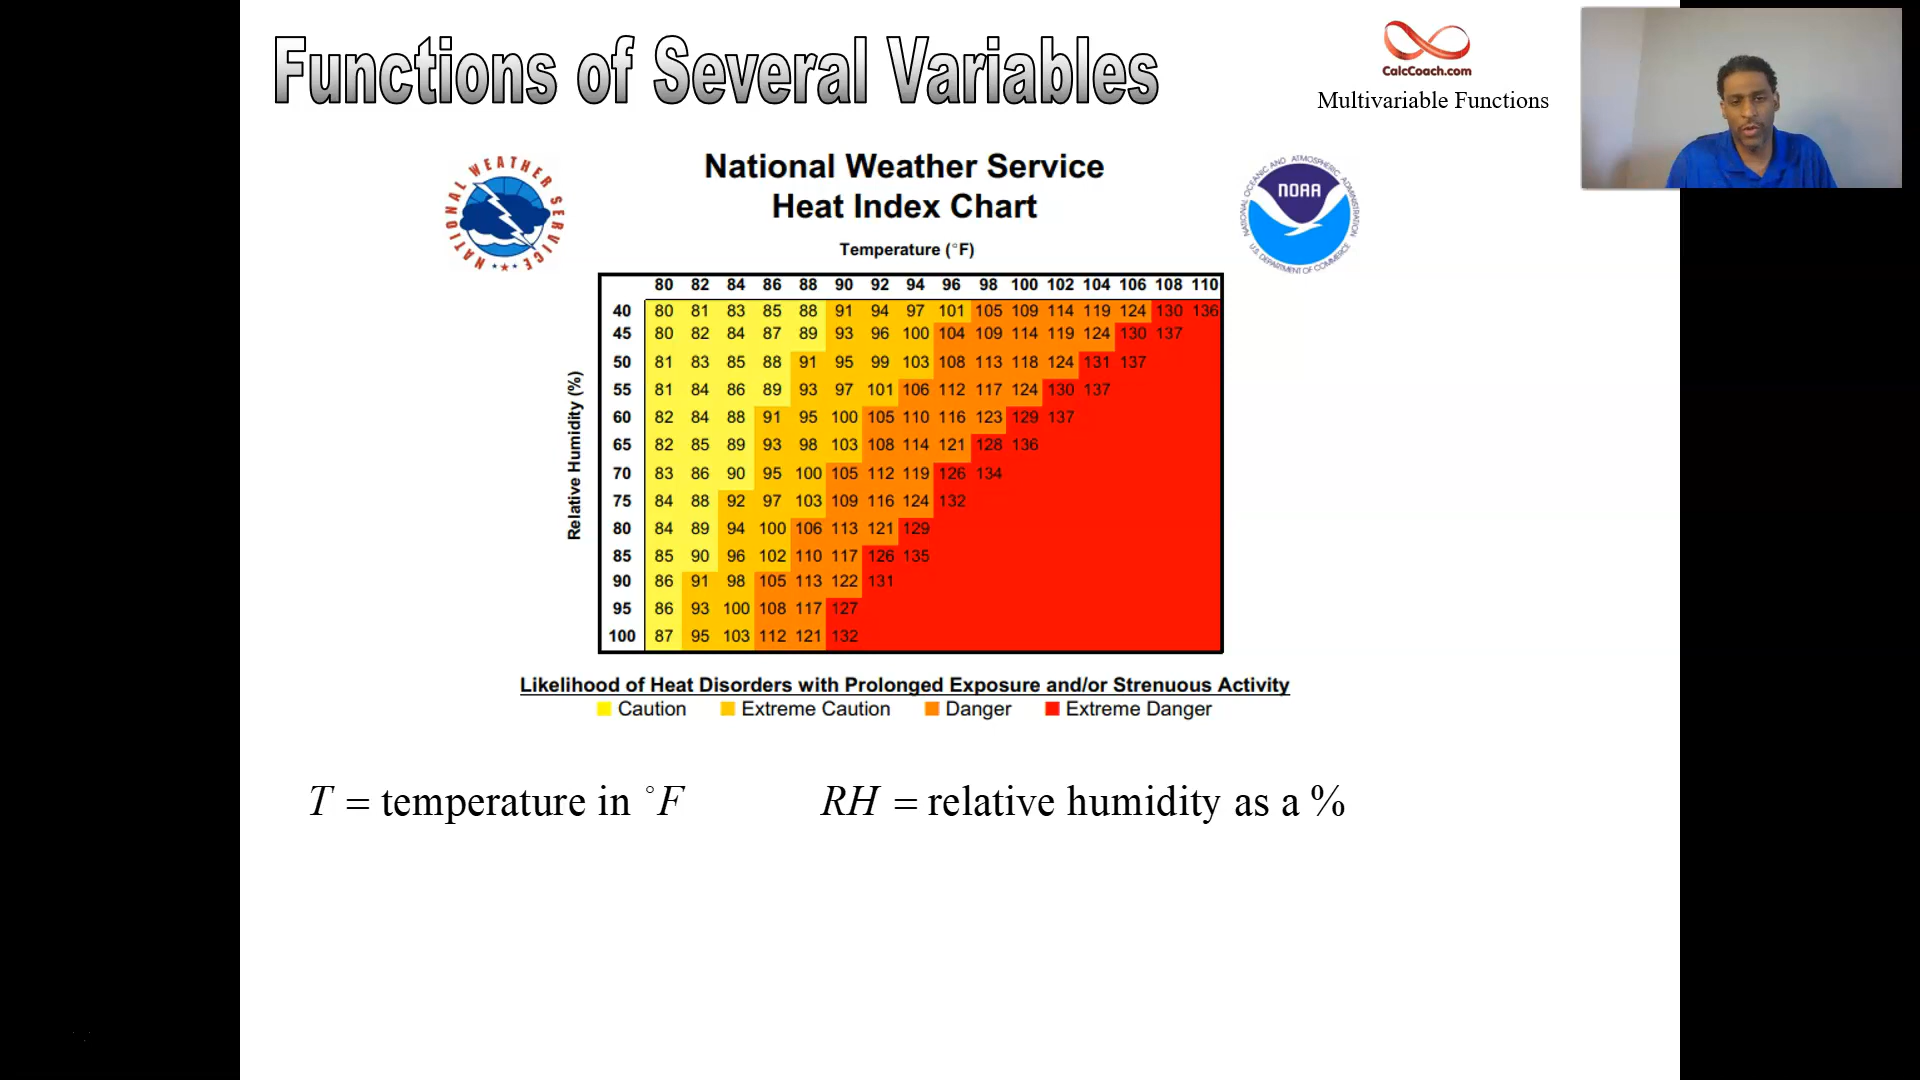 Functions of Several Variables
CalcCoach.com
Multivariable Functions
NATIONAL WEATHER SERVICE
National Weather Service
Heat Index Chart
NATIONAL OCEANIC AND ATMOSPHERIC ADMINISTRATION
NOAA
U.S. DEPARTMENT OF COMMERCE
Temperature (°F)
80 82 84 86 88 90 92 94 96 98 100 102 104 106 108 110
Relative Humidity (%)
40 80 81 83 85 88 91 94 97 101 105 109 114 119 124 130 136
45 80 82 84 87 89 93 96 100 104 109 114 119 124 130 137
50 81 83 85 88 91 95 99 103 108 113 118 124 131 137
55 81 84 86 89 93 97 101 106 112 117 124 130 137
60 82 84 88 91 95 100 105 110 116 123 129 137
65 82 85 89 93 98 103 108 114 121 128 136
70 83 86 90 95 100 105 112 119 126 134
75 84 88 92 97 103 109 116 124 132
80 84 89 94 100 106 113 121 129
85 85 90 96 102 110 117 126 135
90 86 91 98 105 113 122 131
95 86 93 100 108 117 127
100 87 95 103 112 121 132
Likelihood of Heat Disorders with Prolonged Exposure and/or Strenuous Activity
Caution Extreme Caution Danger Extreme Danger
T = temperature in °F RH = relative humidity as a %